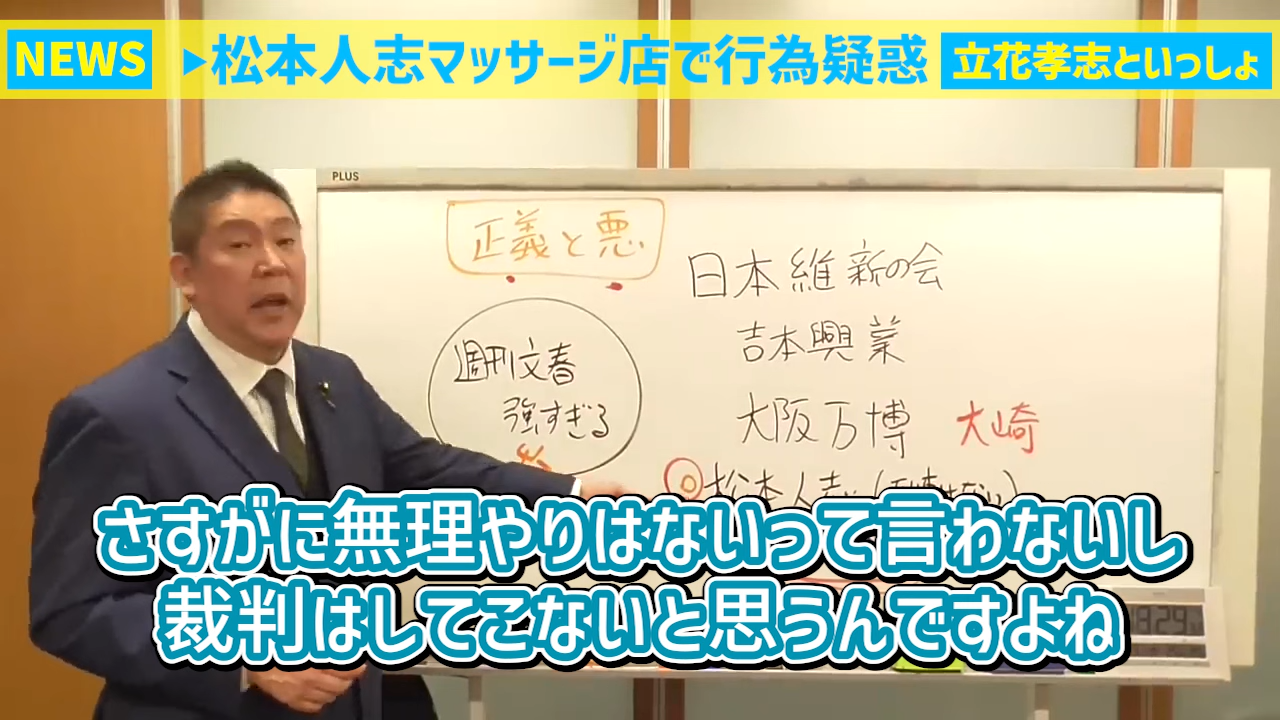 NEWS
▶松本人志マッサージ店で行為疑惑
立花孝志といっしょ
PLUS
正義と悪
日本維新の会
吉本興業
週刊文春
強すぎる
大阪万博 大崎
松本人志
さすがに無理やりはないって言わないし
裁判はしてこないと思うんですよね